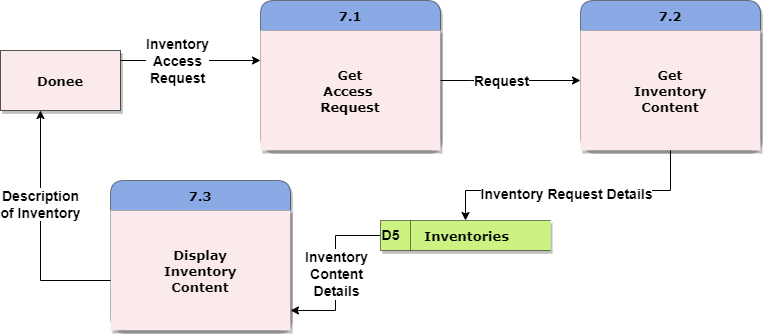 7.1
7.2
Inventory
Access
Request
Donee
Get
Access
Request
Request
Get
Inventory
Content
7.3
Description
of Inventory
Inventory Request Details
D5 Inventories
Display
Inventory
Content
Inventory
Content
Details